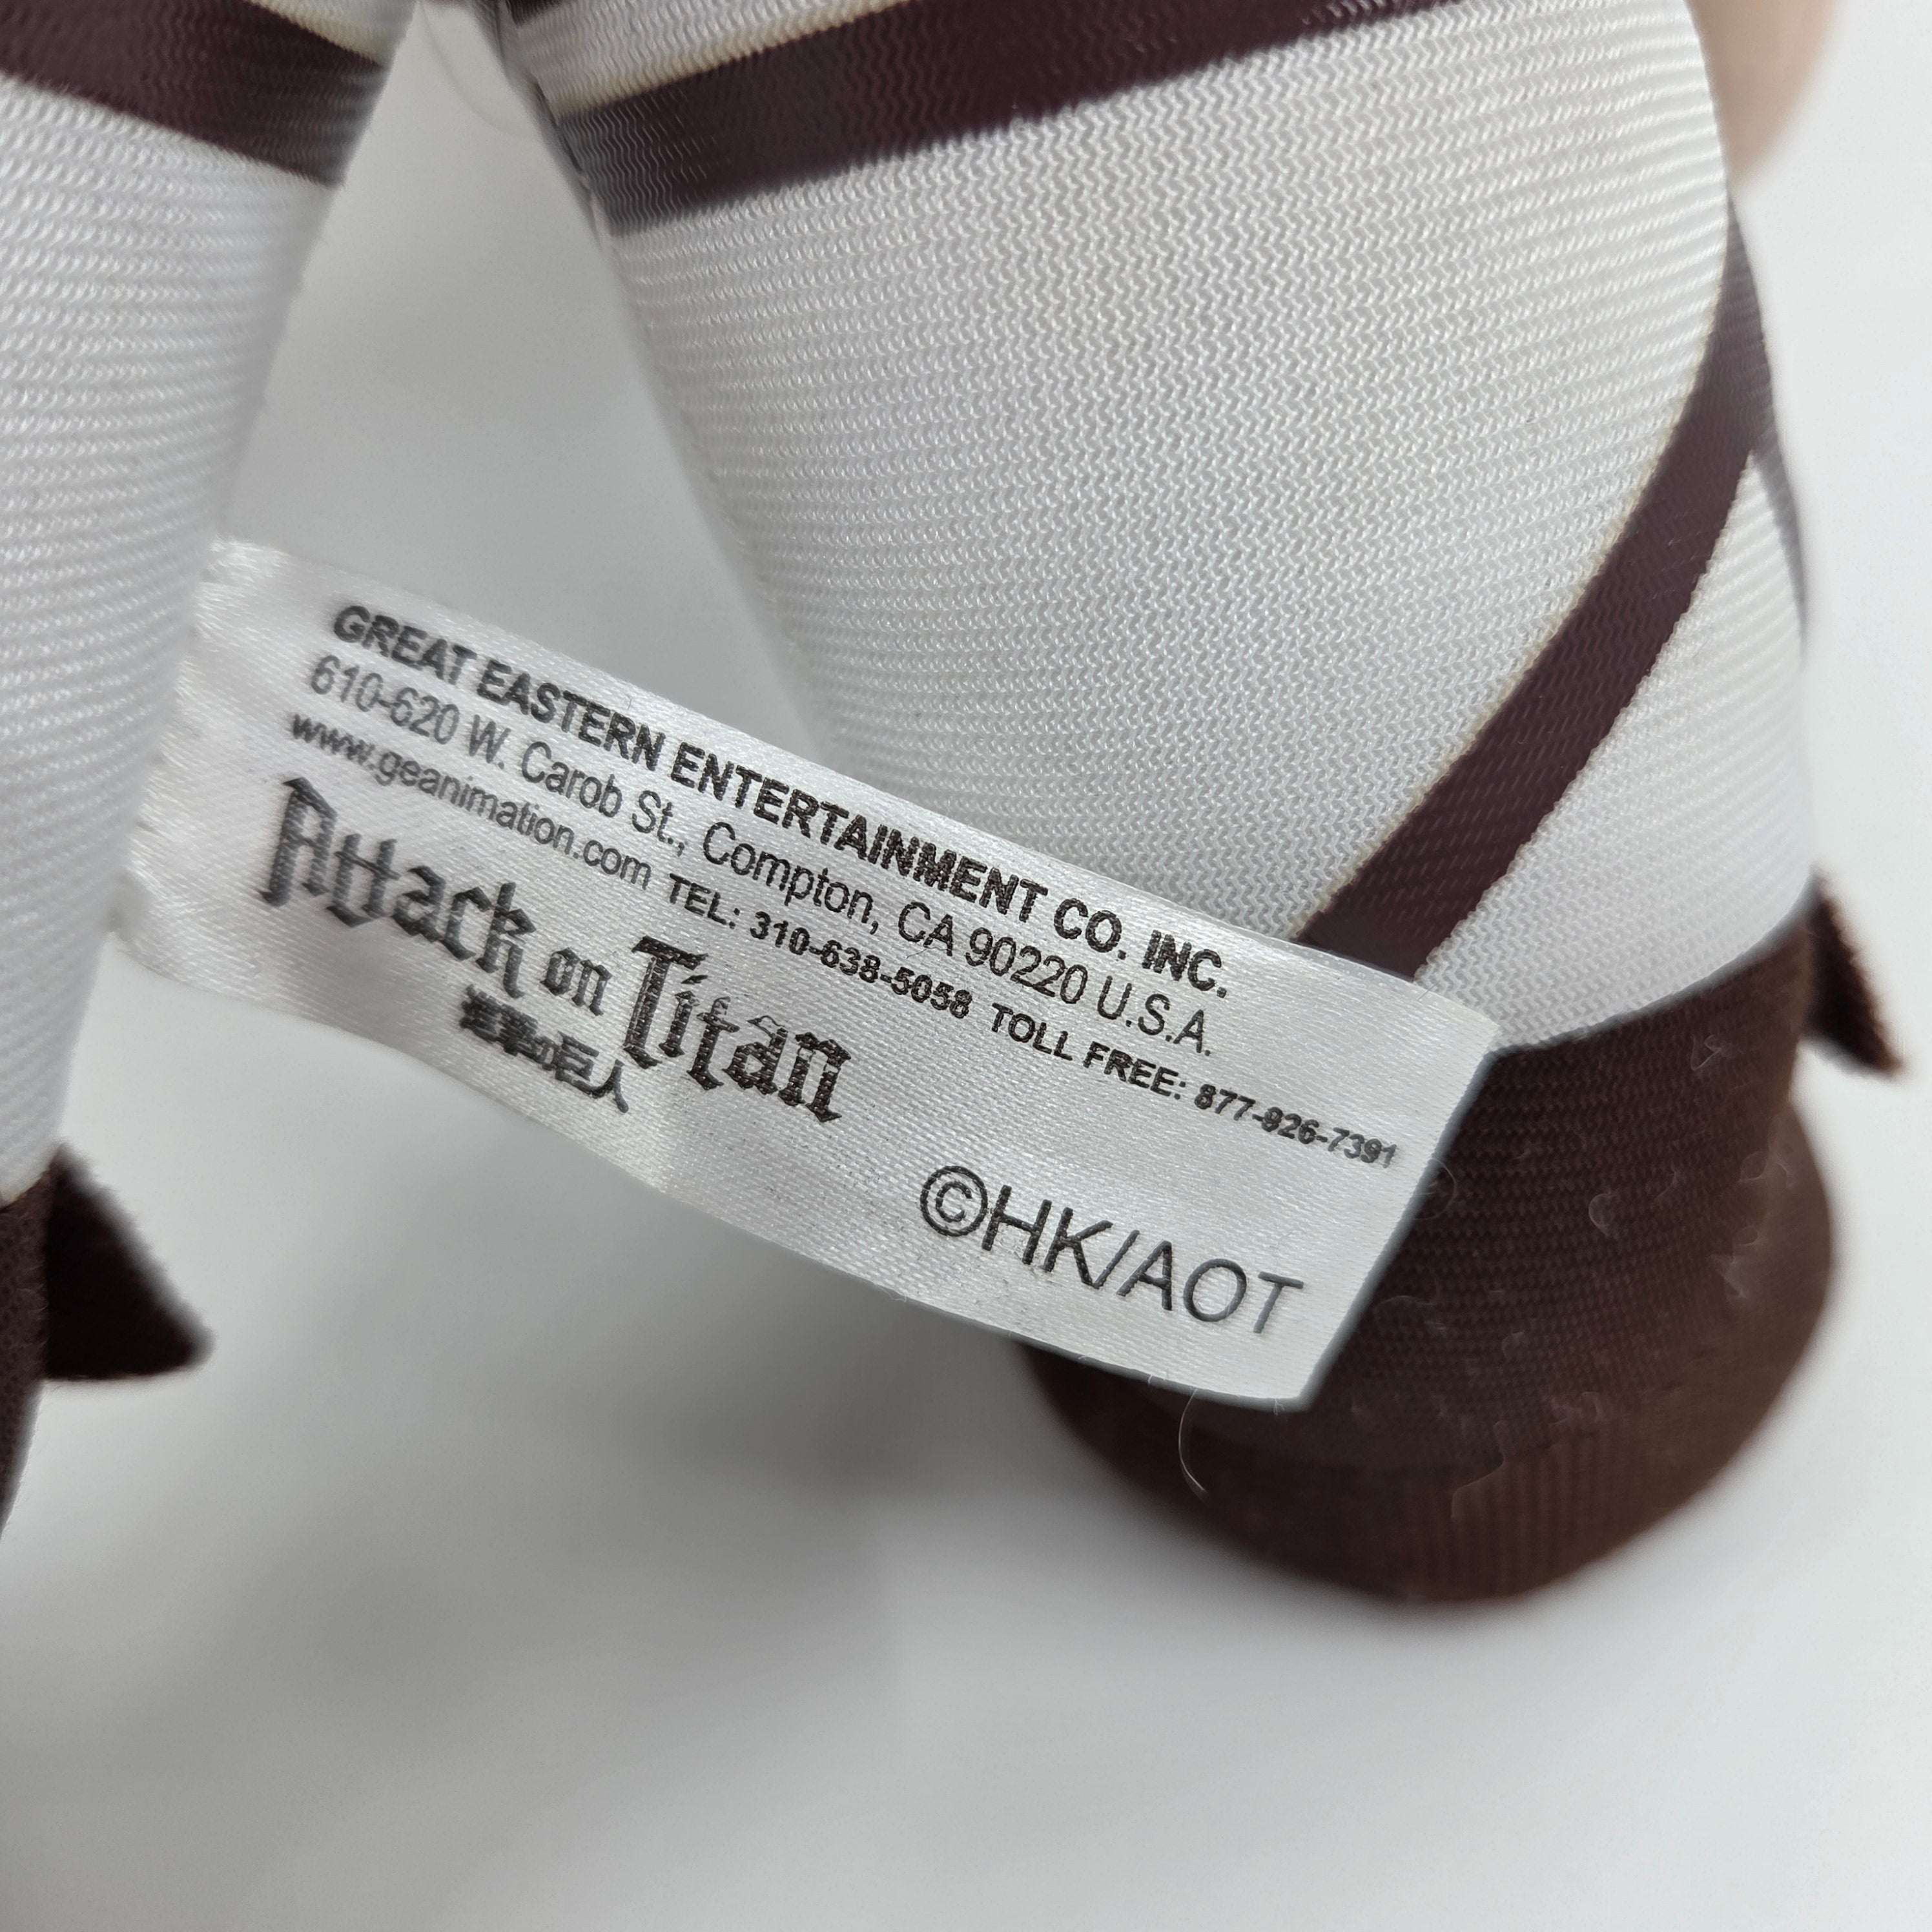 GREAT EASTERN ENTERTAINMENT CO. INC.
610-620 W. Carob St., Compton, CA 90220 U.S.A.
www.geanimation.com TEL: 310-638-5058 TOLL FREE: 877-926-7391
Attack on Titan
進撃の巨人
©HK/AOT